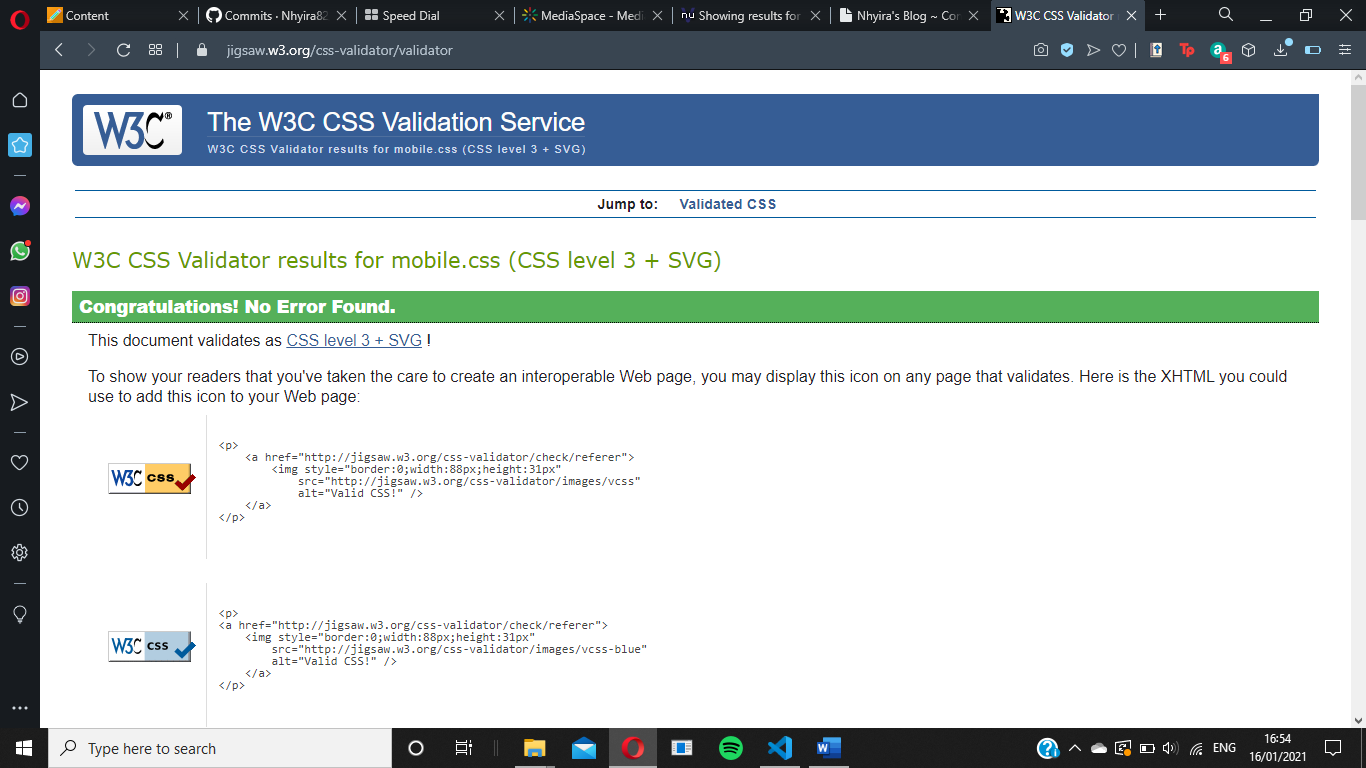 Content
Commits · Nhyira82
Speed Dial
MediaSpace - Medi
nu Showing results for
Nhyira's Blog ~ Con
W3C CSS Validator
jigsaw.w3.org/css-validator/validator
Tp
a
6
W3C®
The W3C CSS Validation Service
W3C CSS Validator results for mobile.css (CSS level 3 + SVG)
Jump to: Validated CSS
W3C CSS Validator results for mobile.css (CSS level 3 + SVG)
Congratulations! No Error Found.
This document validates as CSS level 3 + SVG !
To show your readers that you've taken the care to create an interoperable Web page, you may display this icon on any page that validates. Here is the XHTML you could
use to add this icon to your Web page:
W3C css
<p>
    <a href="http://jigsaw.w3.org/css-validator/check/referer">
        <img style="border:0;width:88px;height:31px"
            src="http://jigsaw.w3.org/css-validator/images/vcss"
            alt="Valid CSS!" />
    </a>
</p>
W3C css
<p>
<a href="http://jigsaw.w3.org/css-validator/check/referer">
    <img style="border:0;width:88px;height:31px"
        src="http://jigsaw.w3.org/css-validator/images/vcss-blue"
        alt="Valid CSS!" />
    </a>
</p>
Type here to search
ENG
16:54
16/01/2021